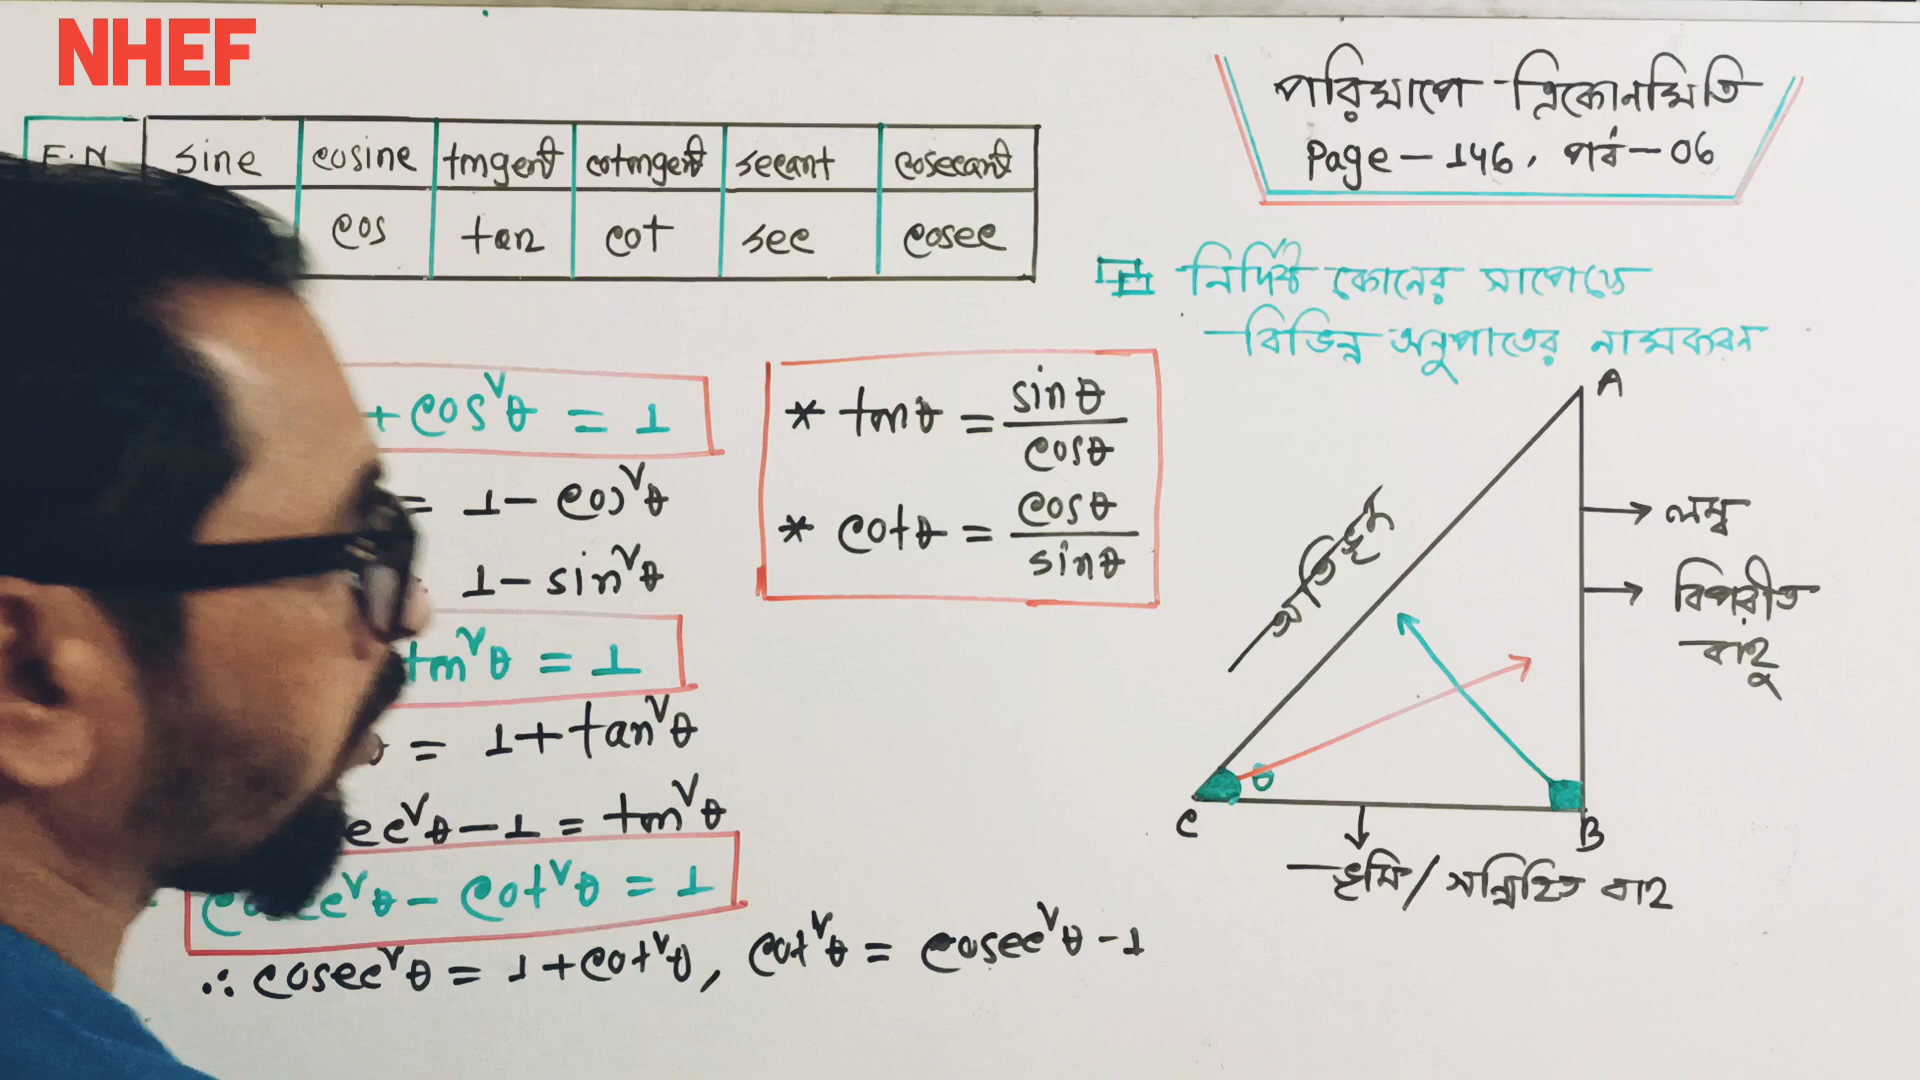 NHEF
F.N sine cosine tangent cotangent secant cosecant
cos tan cot sec cosec
+ cos²θ = 1
= 1 - cos²θ
1 - sin²θ
tan²θ = 1
= 1 + tan²θ
ec²θ - 1 = tan²θ
cosec²θ - cot²θ = 1
∴ cosec²θ = 1 + cot²θ, cot²θ = cosec²θ - 1
* tanθ = sinθ / cosθ
* cotθ = cosθ / sinθ
পরিমাপে ত্রিকোনমিতি
Page - 146, পর্ব - 06
নির্দিষ্ট কোনের সাপেক্ষে
বিভিন্ন অনুপাতের নামকরন
A
অতিভুজ
→ লম্ব
→ বিপরীত
বাহু
θ
C
B
ভূমি / সন্নিহিত বাহু